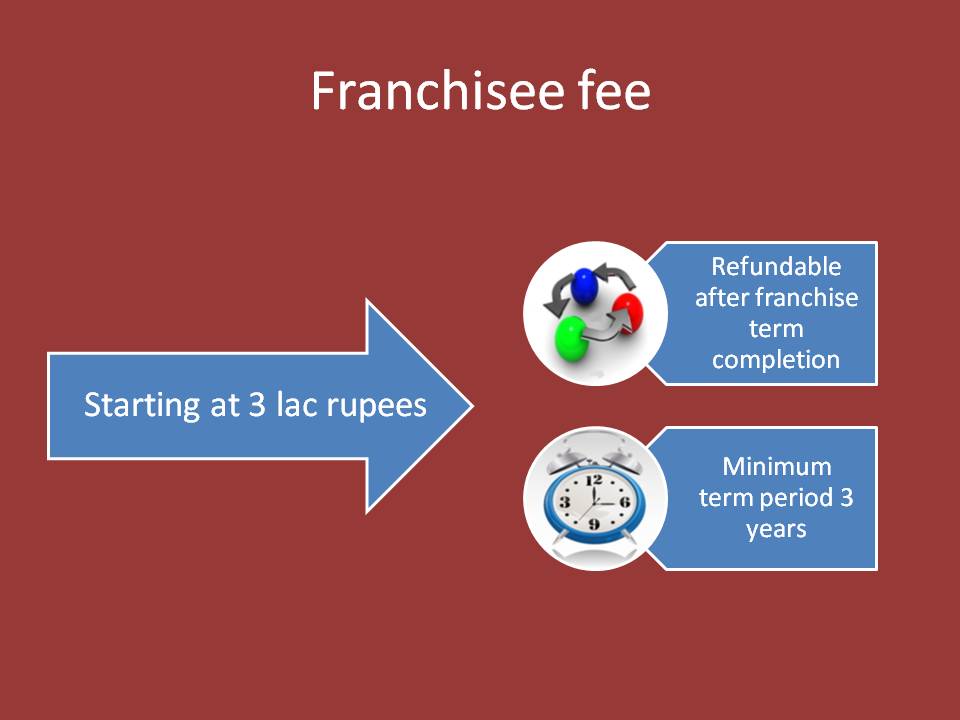 Franchisee fee
Starting at 3 lac rupees
Refundable
after franchise
term
completion
12
3
6
9
Minimum
term period 3
years